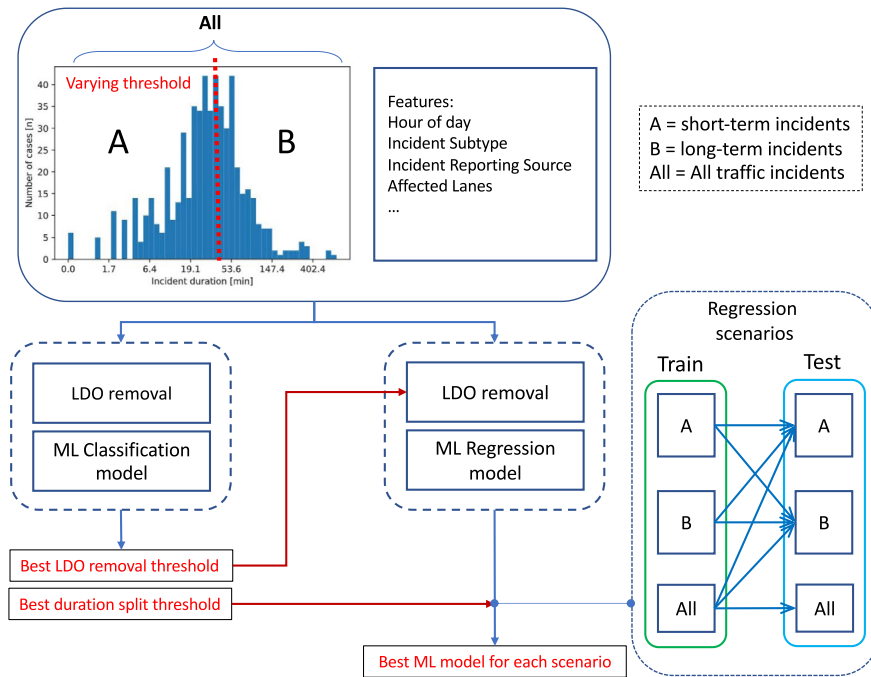 All
Varying threshold
A
B
Number of cases [n]
40
35
30
25
20
15
10
5
0
0.0 1.7 6.4 19.1 53.6 147.4 402.4
Incident duration [min]
Features:
Hour of day
Incident Subtype
Incident Reporting Source
Affected Lanes
...
A = short-term incidents
B = long-term incidents
All = All traffic incidents
LDO removal
ML Classification
model
LDO removal
ML Regression
model
Best LDO removal threshold
Best duration split threshold
Best ML model for each scenario
Regression
scenarios
Train Test
A A
B B
All All